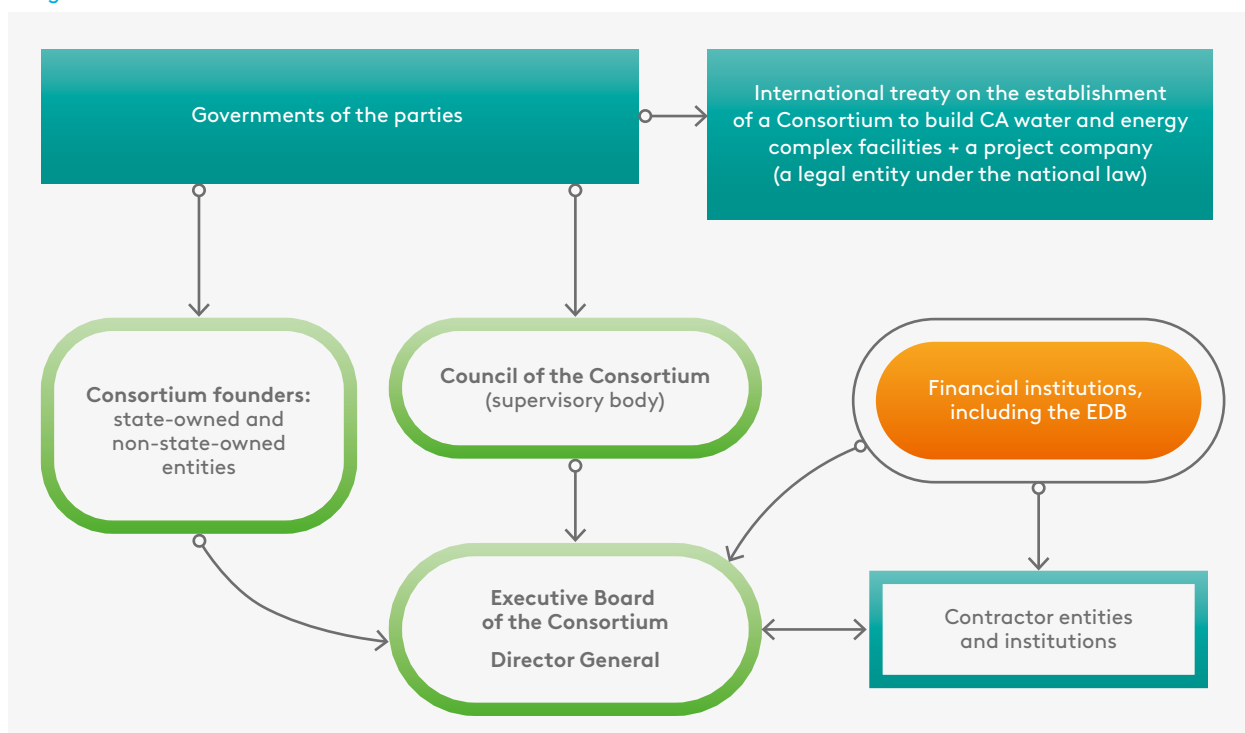 Governments of the parties
International treaty on the establishment
of a Consortium to build CA water and energy
complex facilities + a project company
(a legal entity under the national law)
Consortium founders:
state-owned and
non-state-owned
entities
Council of the Consortium
(supervisory body)
Financial institutions,
including the EDB
Executive Board
of the Consortium
Director General
Contractor entities
and institutions